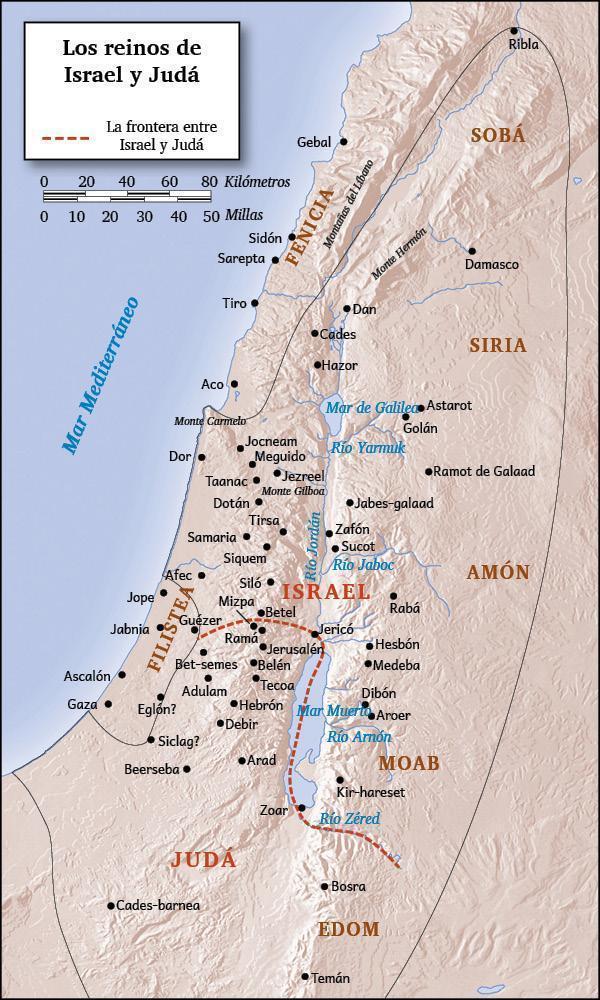 Los reinos de
Israel y Judá
La frontera entre
Israel y Judá
0 20 40 60 80 Kilómetros
0 10 20 30 40 50 Millas
Ribla
SOBÁ
Gebal
Montañas del Líbano
FENICIA
Sidón
Monte Hermón
Sarepta
Damasco
Tiro
Dan
Mar Mediterráneo
Cades
SIRIA
Hazor
Aco
Mar de Galilea
Astarot
Monte Carmelo
Golán
Jocneam
Río Yarmuk
Dor
Meguido
Jezreel
Ramot de Galaad
Taanac
Monte Gilboa
Dotán
Jabes-galaad
Tirsa
Zafón
Samaria
Sucot
Siquem
Río Jordán
Río Jaboc
Afec
AMÓN
Siló
ISRAEL
Jope
Mizpa
Rabá
Betel
Guézer
FILISTEA
Jabnia
Jericó
Ramá
Hesbón
Jerusalén
Bet-semes
Belén
Medeba
Ascalón
Tecoa
Adulam
Dibón
Gaza
Eglón?
Hebrón
Mar Muerto
Aroer
Debir
Siclag?
Río Arnón
Arad
MOAB
Beerseba
Kir-hareset
Zoar
Río Zéred
JUDÁ
Bosra
Cades-barnea
EDOM
Temán